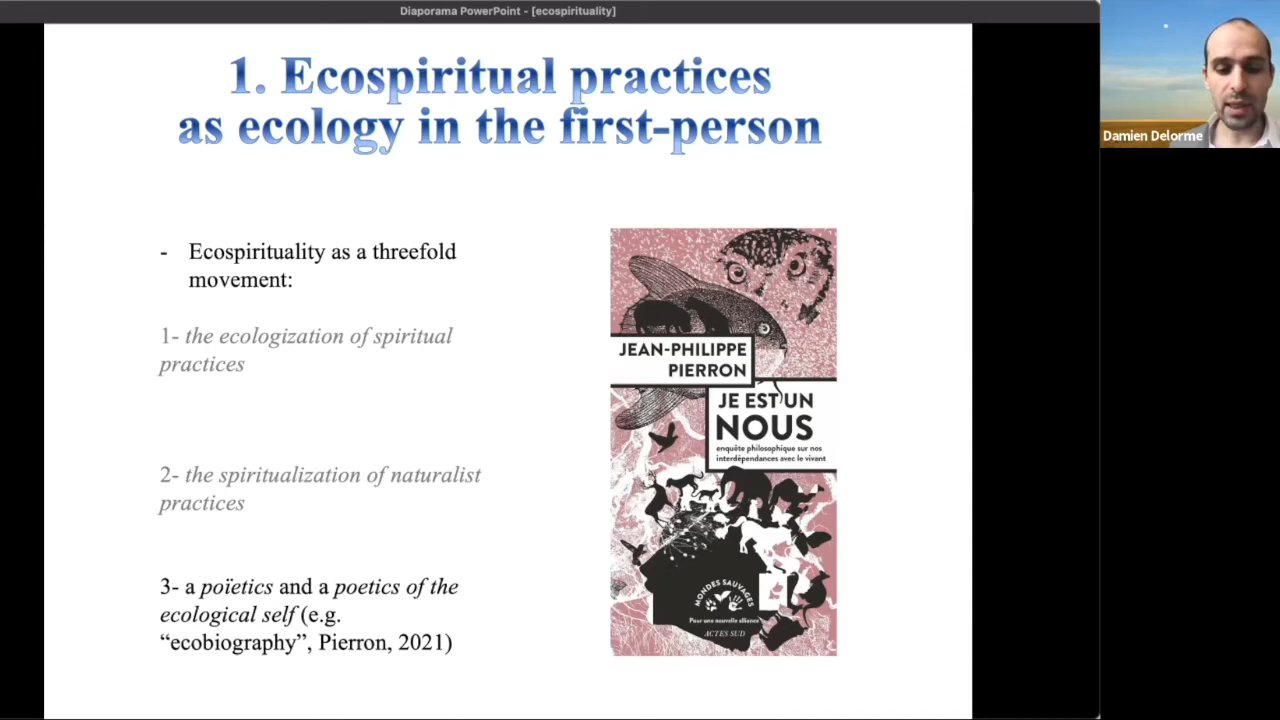 Diaporama PowerPoint - [ecospirituality]
1. Ecospiritual practices
as ecology in the first-person
- Ecospirituality as a threefold
movement:
1- the ecologization of spiritual
practices
2- the spiritualization of naturalist
practices
3- a poïetics and a poetics of the
ecological self (e.g.
“ecobiography”, Pierron, 2021)
JEAN-PHILIPPE
PIERRON
JE EST UN
NOUS
enquête philosophique sur nos
interdépendances avec le vivant
MONDES SAUVAGES
Pour une nouvelle alliance
ACTES SUD
Damien Delorme